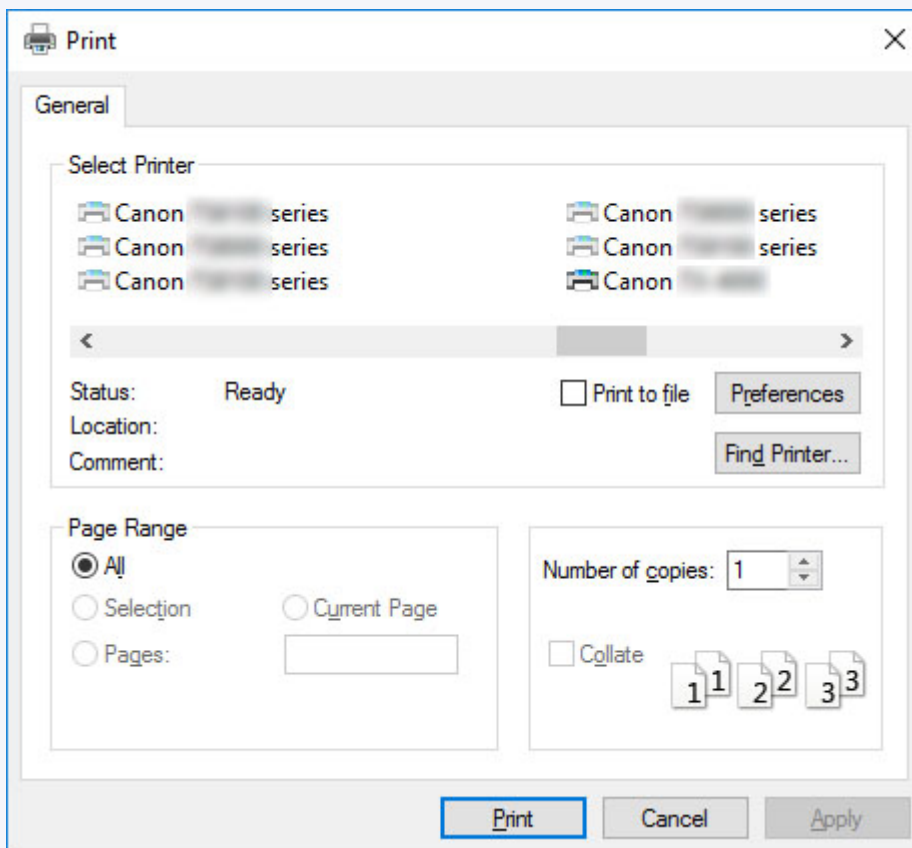 Print
General
Select Printer
Canon series
Canon series
Canon series
Canon series
Canon series
Canon
Status: Ready
Print to file
Preferences
Location:
Comment:
Find Printer...
Page Range
All
Selection
Current Page
Pages:
Number of copies: 1
Collate
1 1 2 2 3 3
Print
Cancel
Apply